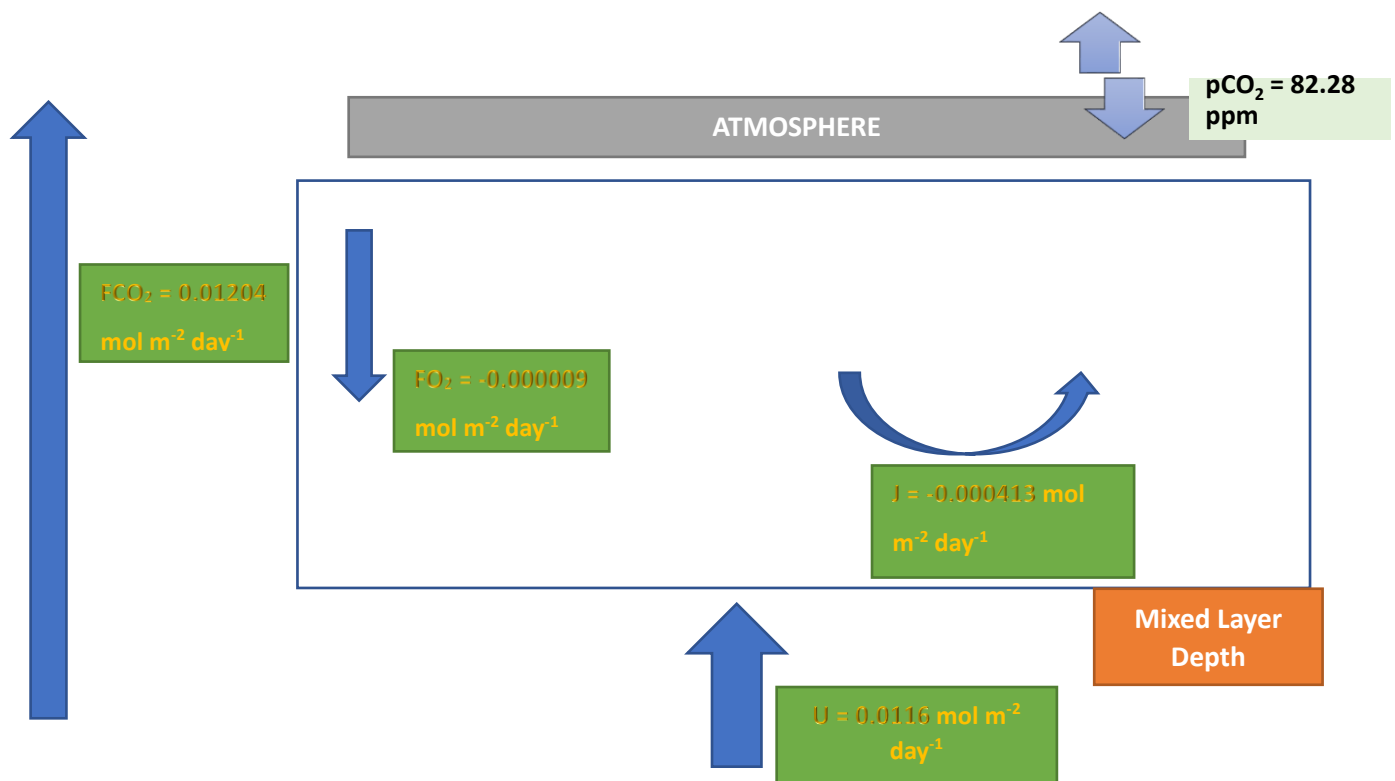 pCO₂ = 82.28
ppm
ATMOSPHERE
FCO₂ = 0.01204
mol m⁻² day⁻¹
FO₂ = -0.000009
mol m⁻² day⁻¹
J = -0.000413 mol
m⁻² day⁻¹
Mixed Layer
Depth
U = 0.0116 mol m⁻²
day⁻¹